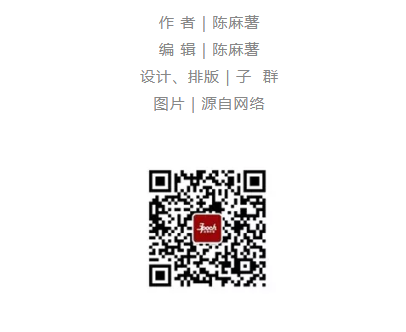 作 者 | 陈麻薯
编 辑 | 陈麻薯
设计、排版 | 子 群
图片 | 源自网络